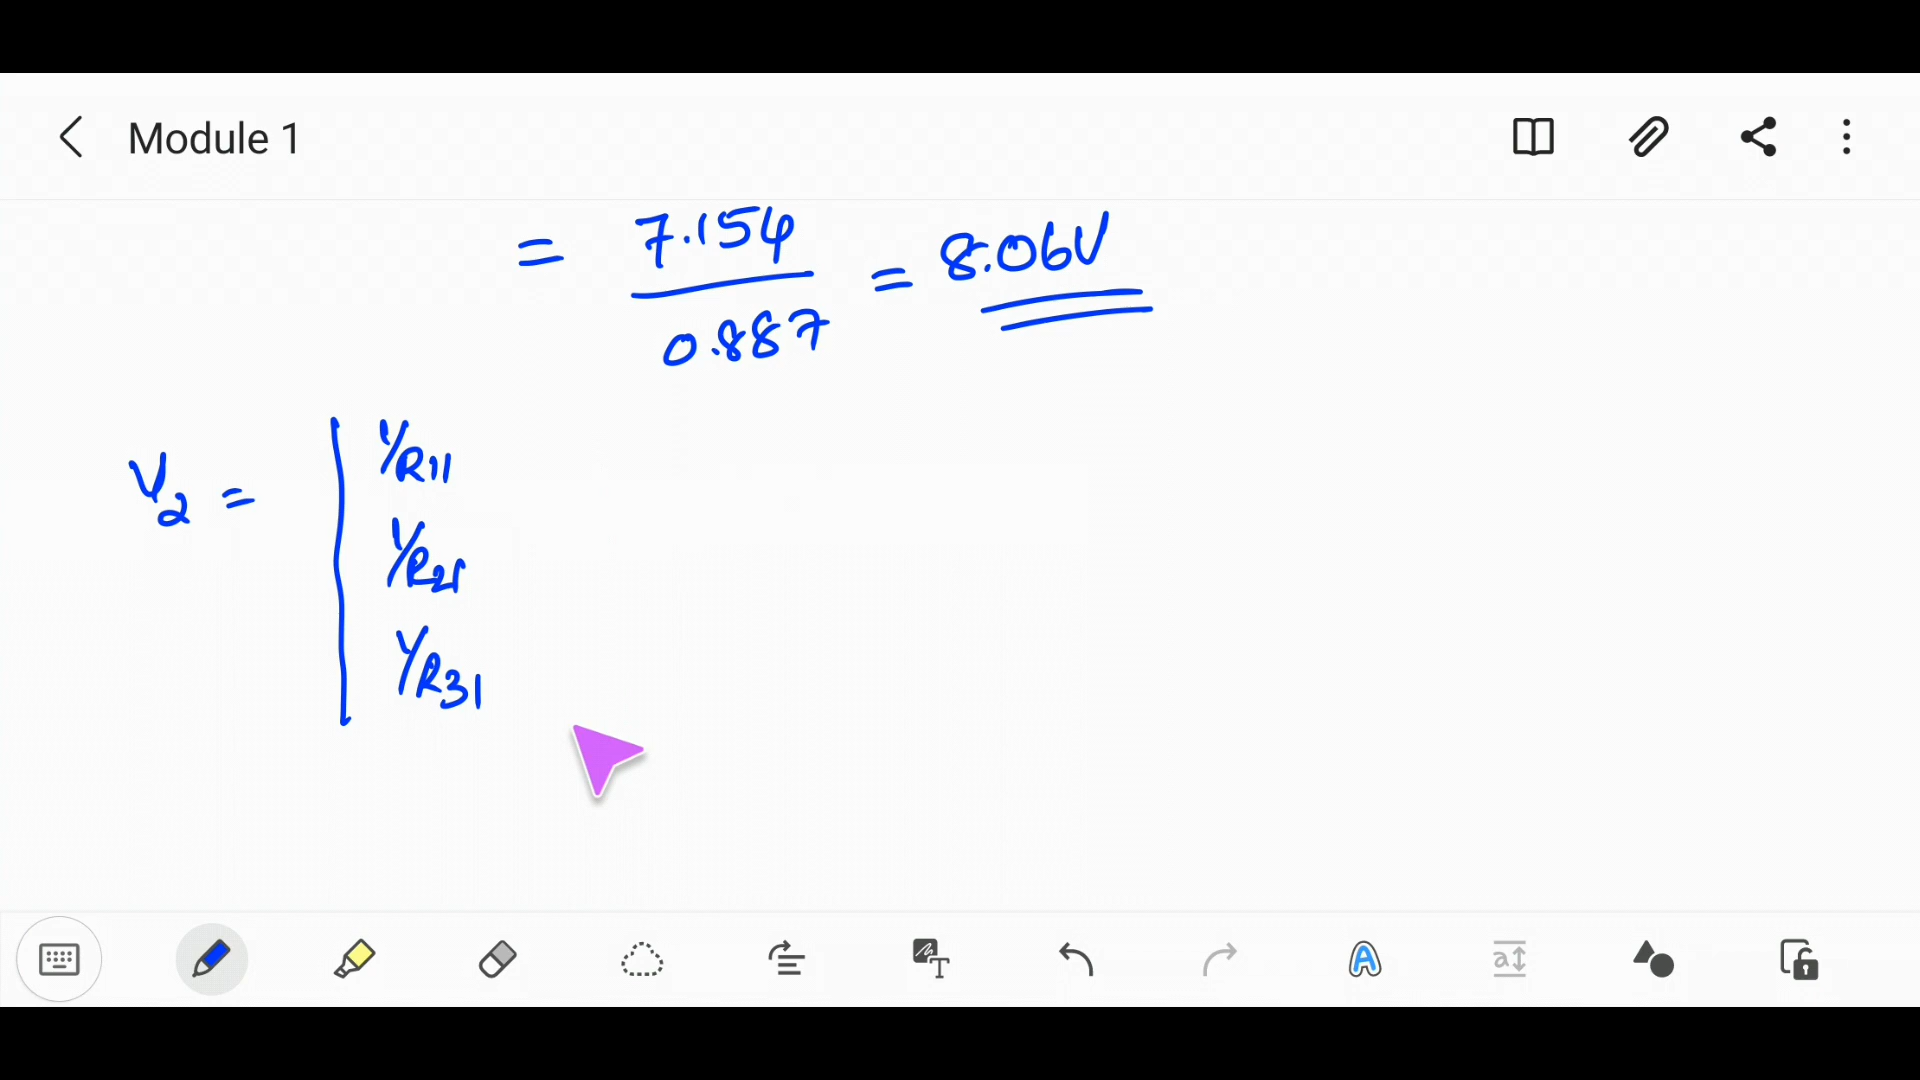 Module 1
= 7.154 / 0.887 = 8.06V
V2 =
1/R11
1/R21
1/R31